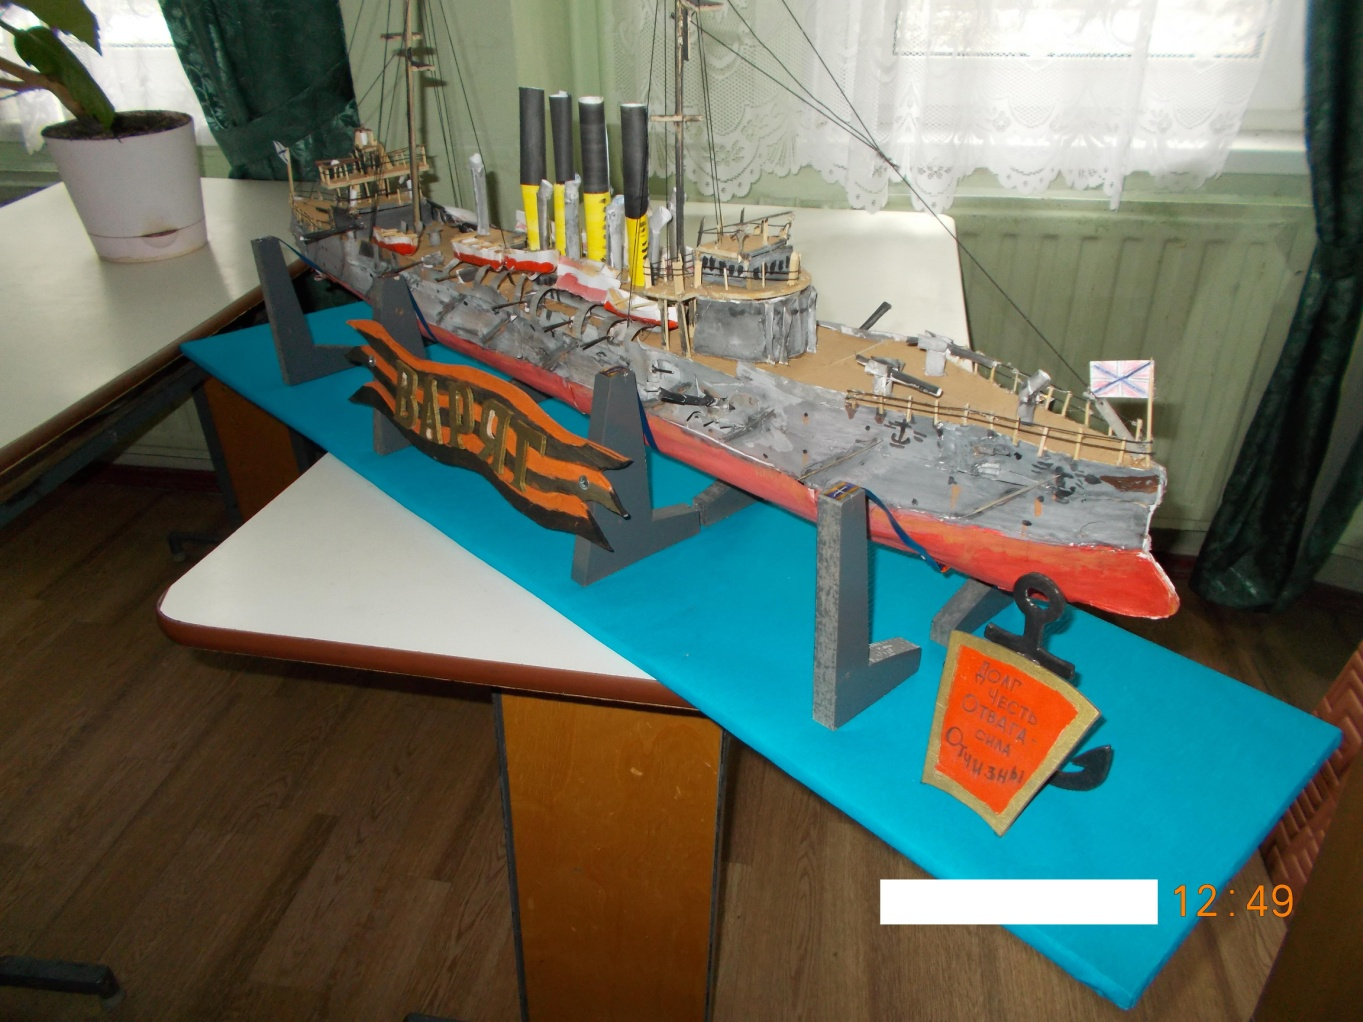 ВАРЯГ
ДОЛГ
ЧЕСТЬ
ОТВАГА -
СИЛА
ОТЧИЗНЫ
12:49